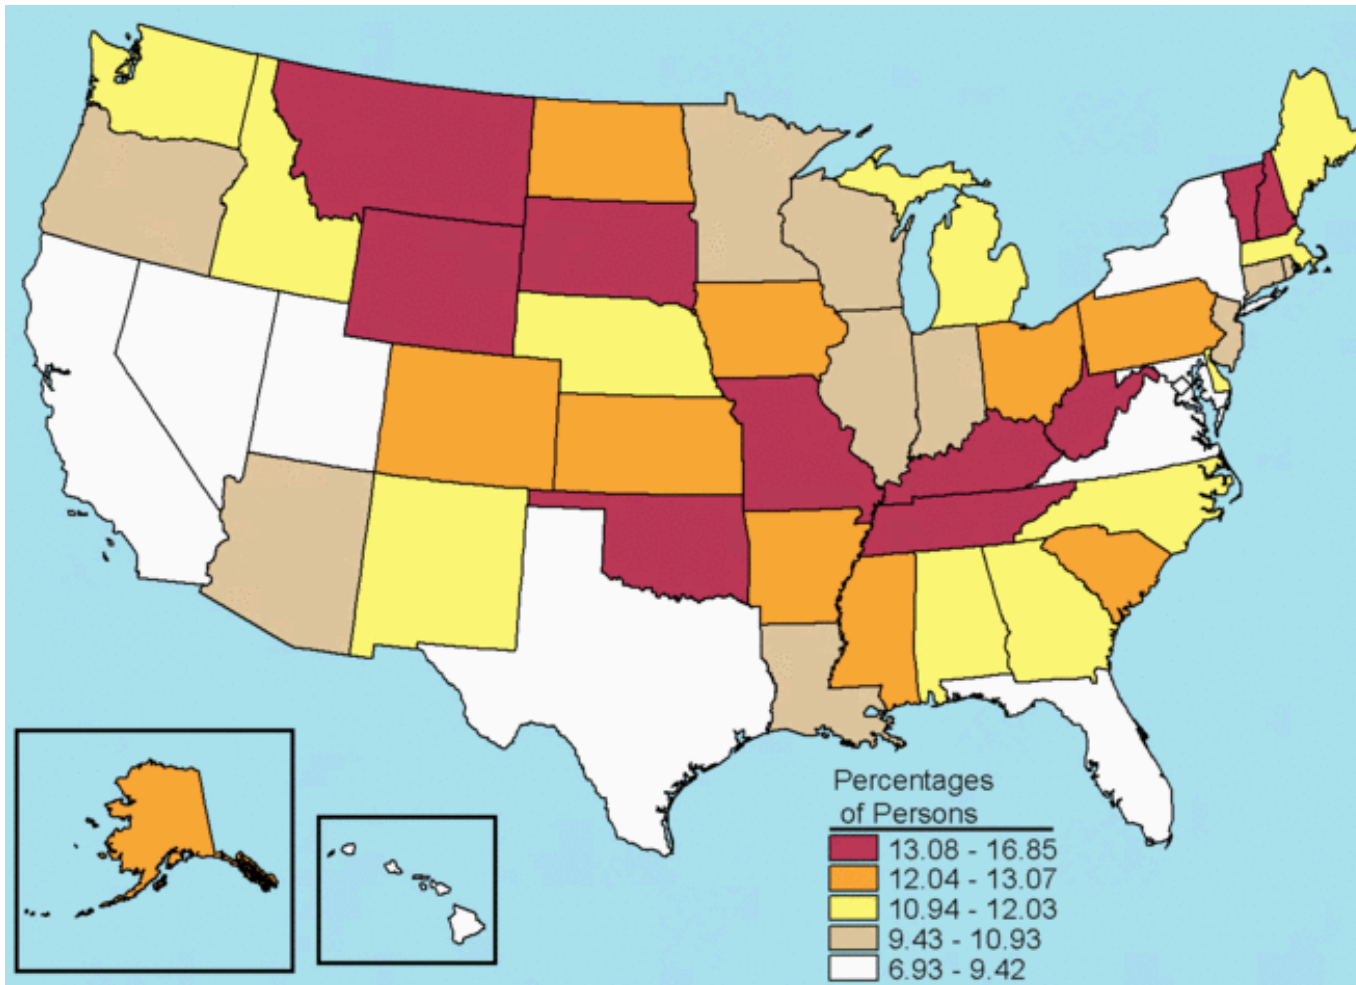 Percentages
of Persons
13.08 - 16.85
12.04 - 13.07
10.94 - 12.03
9.43 - 10.93
6.93 - 9.42